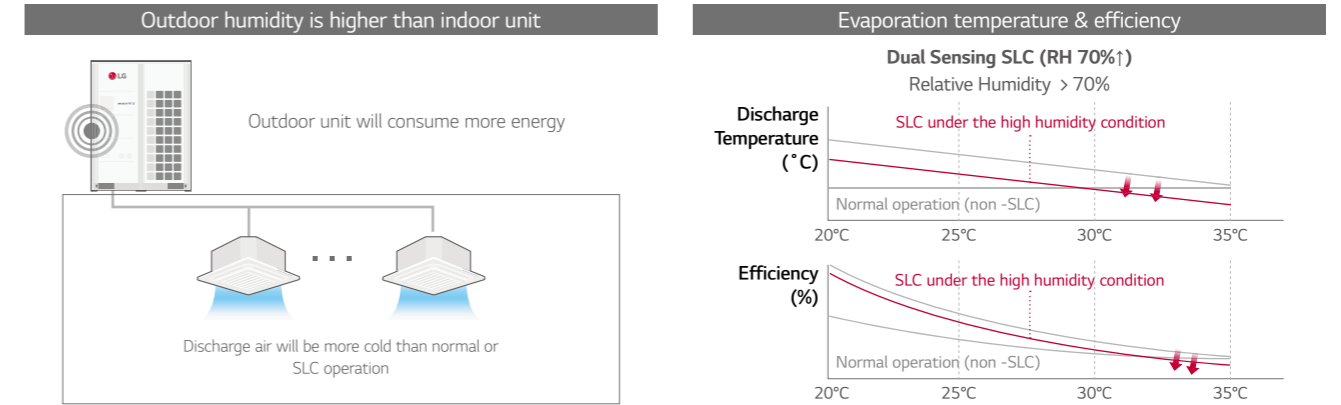 Outdoor humidity is higher than indoor unit
LG
Outdoor unit will consume more energy
Discharge air will be more cold than normal or
SLC operation
Evaporation temperature & efficiency
Dual Sensing SLC (RH 70%↑)
Relative Humidity > 70%
Discharge
Temperature
(˚C)
SLC under the high humidity condition
Normal operation (non -SLC)
20°C 25°C 30°C 35°C
Efficiency
(%)
SLC under the high humidity condition
Normal operation (non -SLC)
20°C 25°C 30°C 35°C